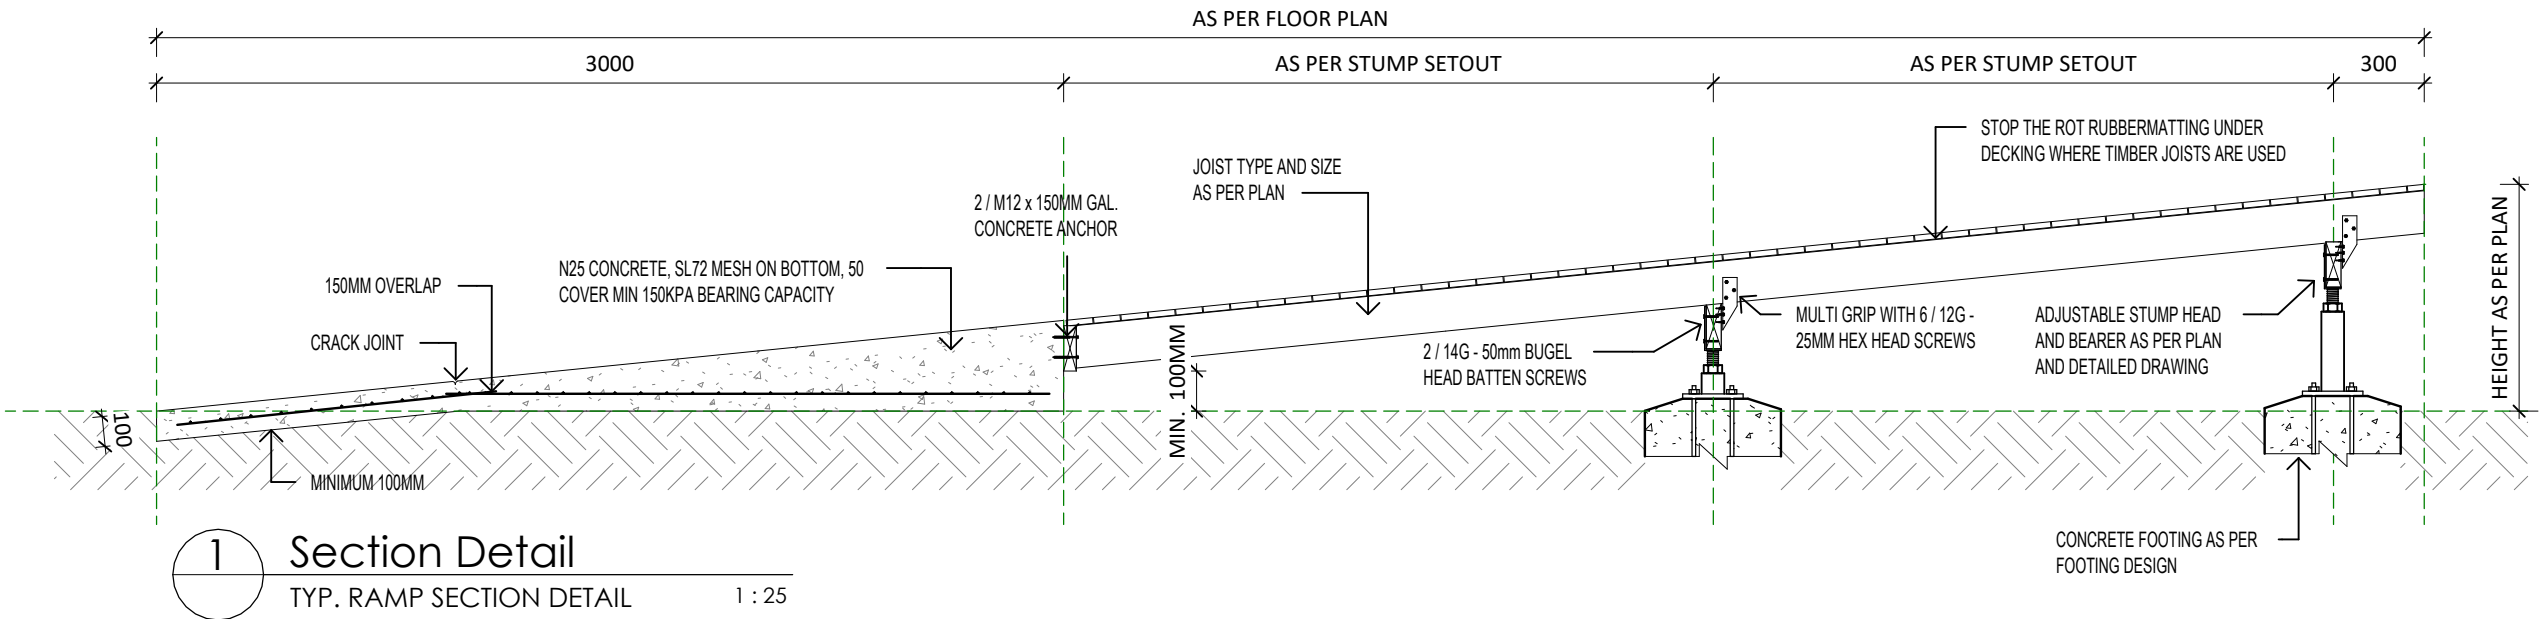 AS PER FLOOR PLAN
3000
AS PER STUMP SETOUT
AS PER STUMP SETOUT
300
STOP THE ROT RUBBERMATTING UNDER
DECKING WHERE TIMBER JOISTS ARE USED
JOIST TYPE AND SIZE
AS PER PLAN
2 / M12 x 150MM GAL.
CONCRETE ANCHOR
N25 CONCRETE, SL72 MESH ON BOTTOM, 50
COVER MIN 150KPA BEARING CAPACITY
150MM OVERLAP
CRACK JOINT
MULTI GRIP WITH 6 / 12G -
25MM HEX HEAD SCREWS
ADJUSTABLE STUMP HEAD
AND BEARER AS PER PLAN
AND DETAILED DRAWING
HEIGHT AS PER PLAN
2 / 14G - 50mm BUGEL
HEAD BATTEN SCREWS
MIN. 100MM
100
MINIMUM 100MM
CONCRETE FOOTING AS PER
FOOTING DESIGN
1
Section Detail
TYP. RAMP SECTION DETAIL
1 : 25